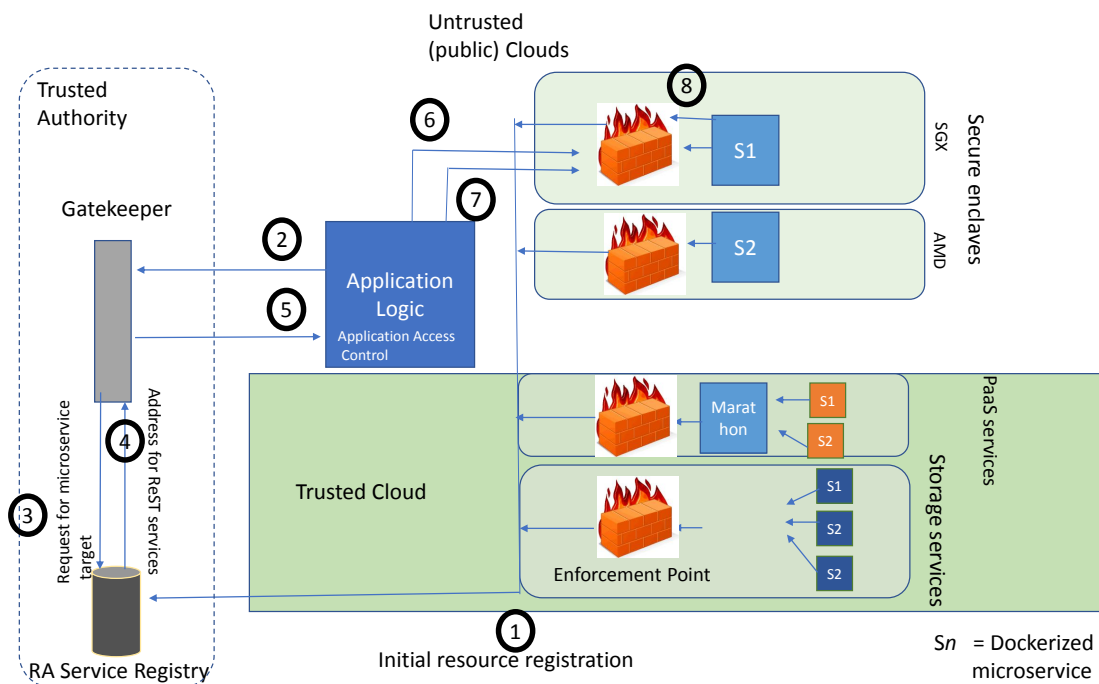 Untrusted
(public) Clouds
Trusted
Authority
8
6
S1
SGX
Secure enclaves
7
Gatekeeper
2
S2
AMD
Application
Logic
5
Application Access
Control
PaaS services
Marat
hon
S1
S2
4
Address for ReST services
Request for microservice
target
3
Trusted Cloud
Storage services
S1
S2
S2
Enforcement Point
1
Initial resource registration
RA Service Registry
Sn = Dockerized
microservice